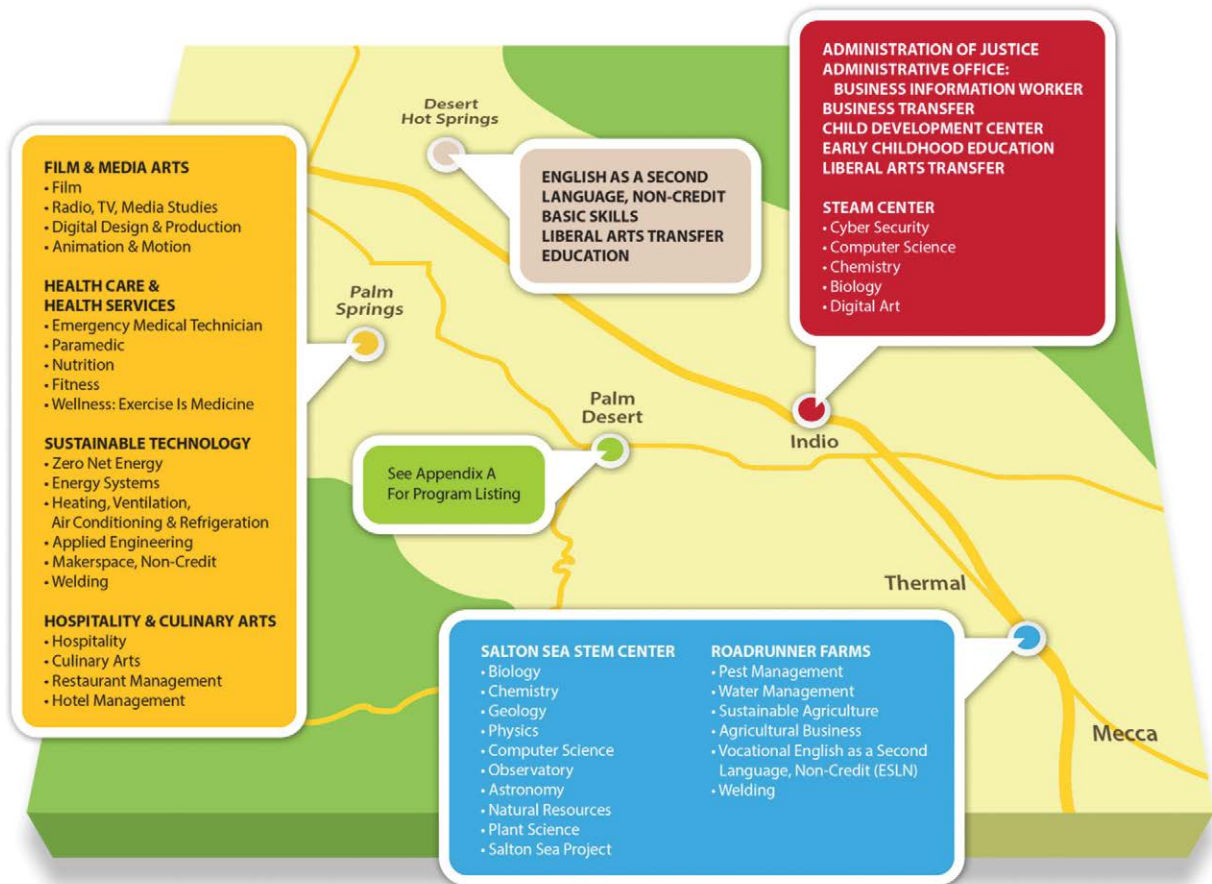 Desert
Hot Springs
FILM & MEDIA ARTS
• Film
• Radio, TV, Media Studies
• Digital Design & Production
• Animation & Motion
HEALTH CARE &
HEALTH SERVICES
• Emergency Medical Technician
• Paramedic
• Nutrition
• Fitness
• Wellness: Exercise Is Medicine
SUSTAINABLE TECHNOLOGY
• Zero Net Energy
• Energy Systems
• Heating, Ventilation,
Air Conditioning & Refrigeration
• Applied Engineering
• Makerspace, Non-Credit
• Welding
HOSPITALITY & CULINARY ARTS
• Hospitality
• Culinary Arts
• Restaurant Management
• Hotel Management
ENGLISH AS A SECOND
LANGUAGE, NON-CREDIT
BASIC SKILLS
LIBERAL ARTS TRANSFER
EDUCATION
ADMINISTRATION OF JUSTICE
ADMINISTRATIVE OFFICE:
BUSINESS INFORMATION WORKER
BUSINESS TRANSFER
CHILD DEVELOPMENT CENTER
EARLY CHILDHOOD EDUCATION
LIBERAL ARTS TRANSFER
STEAM CENTER
• Cyber Security
• Computer Science
• Chemistry
• Biology
• Digital Art
Palm
Springs
Palm
Desert
Indio
See Appendix A
For Program Listing
Thermal
Mecca
SALTON SEA STEM CENTER
• Biology
• Chemistry
• Geology
• Physics
• Computer Science
• Observatory
• Astronomy
• Natural Resources
• Plant Science
• Salton Sea Project
ROADRUNNER FARMS
• Pest Management
• Water Management
• Sustainable Agriculture
• Agricultural Business
• Vocational English as a Second
Language, Non-Credit (ESLN)
• Welding